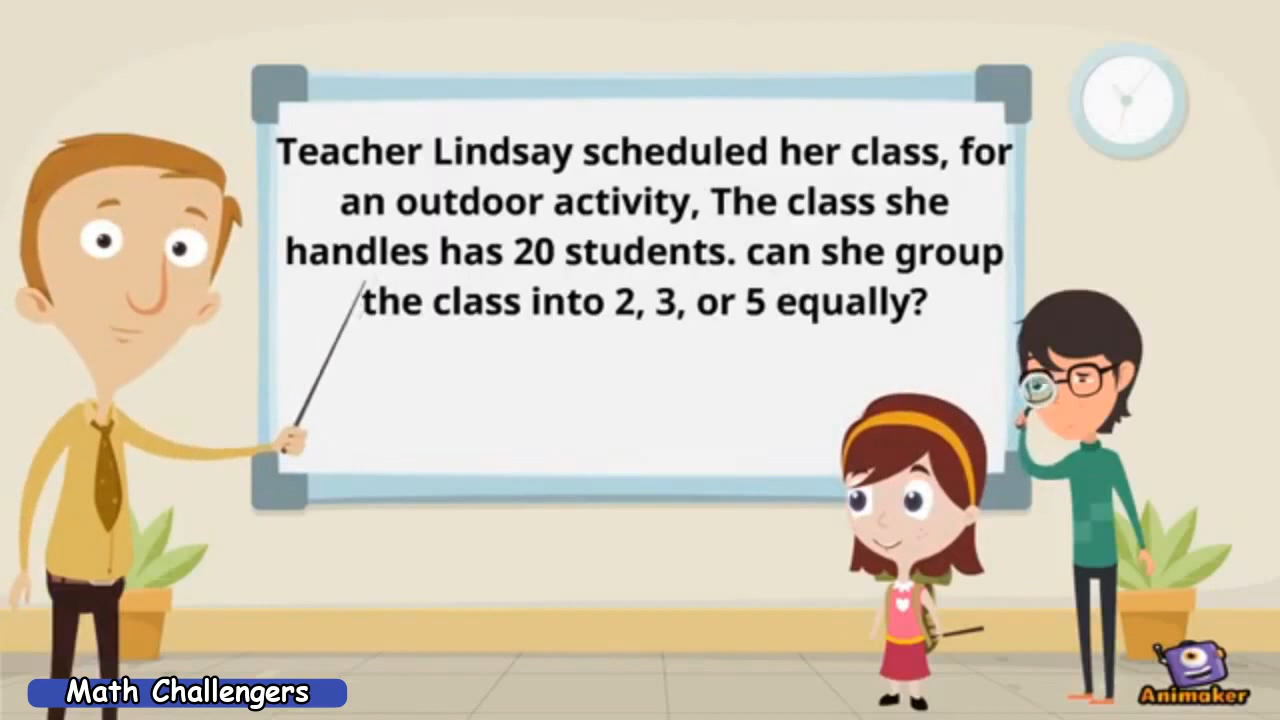 Teacher Lindsay scheduled her class, for
an outdoor activity, The class she
handles has 20 students. can she group
the class into 2, 3, or 5 equally?
Math Challengers
Animaker